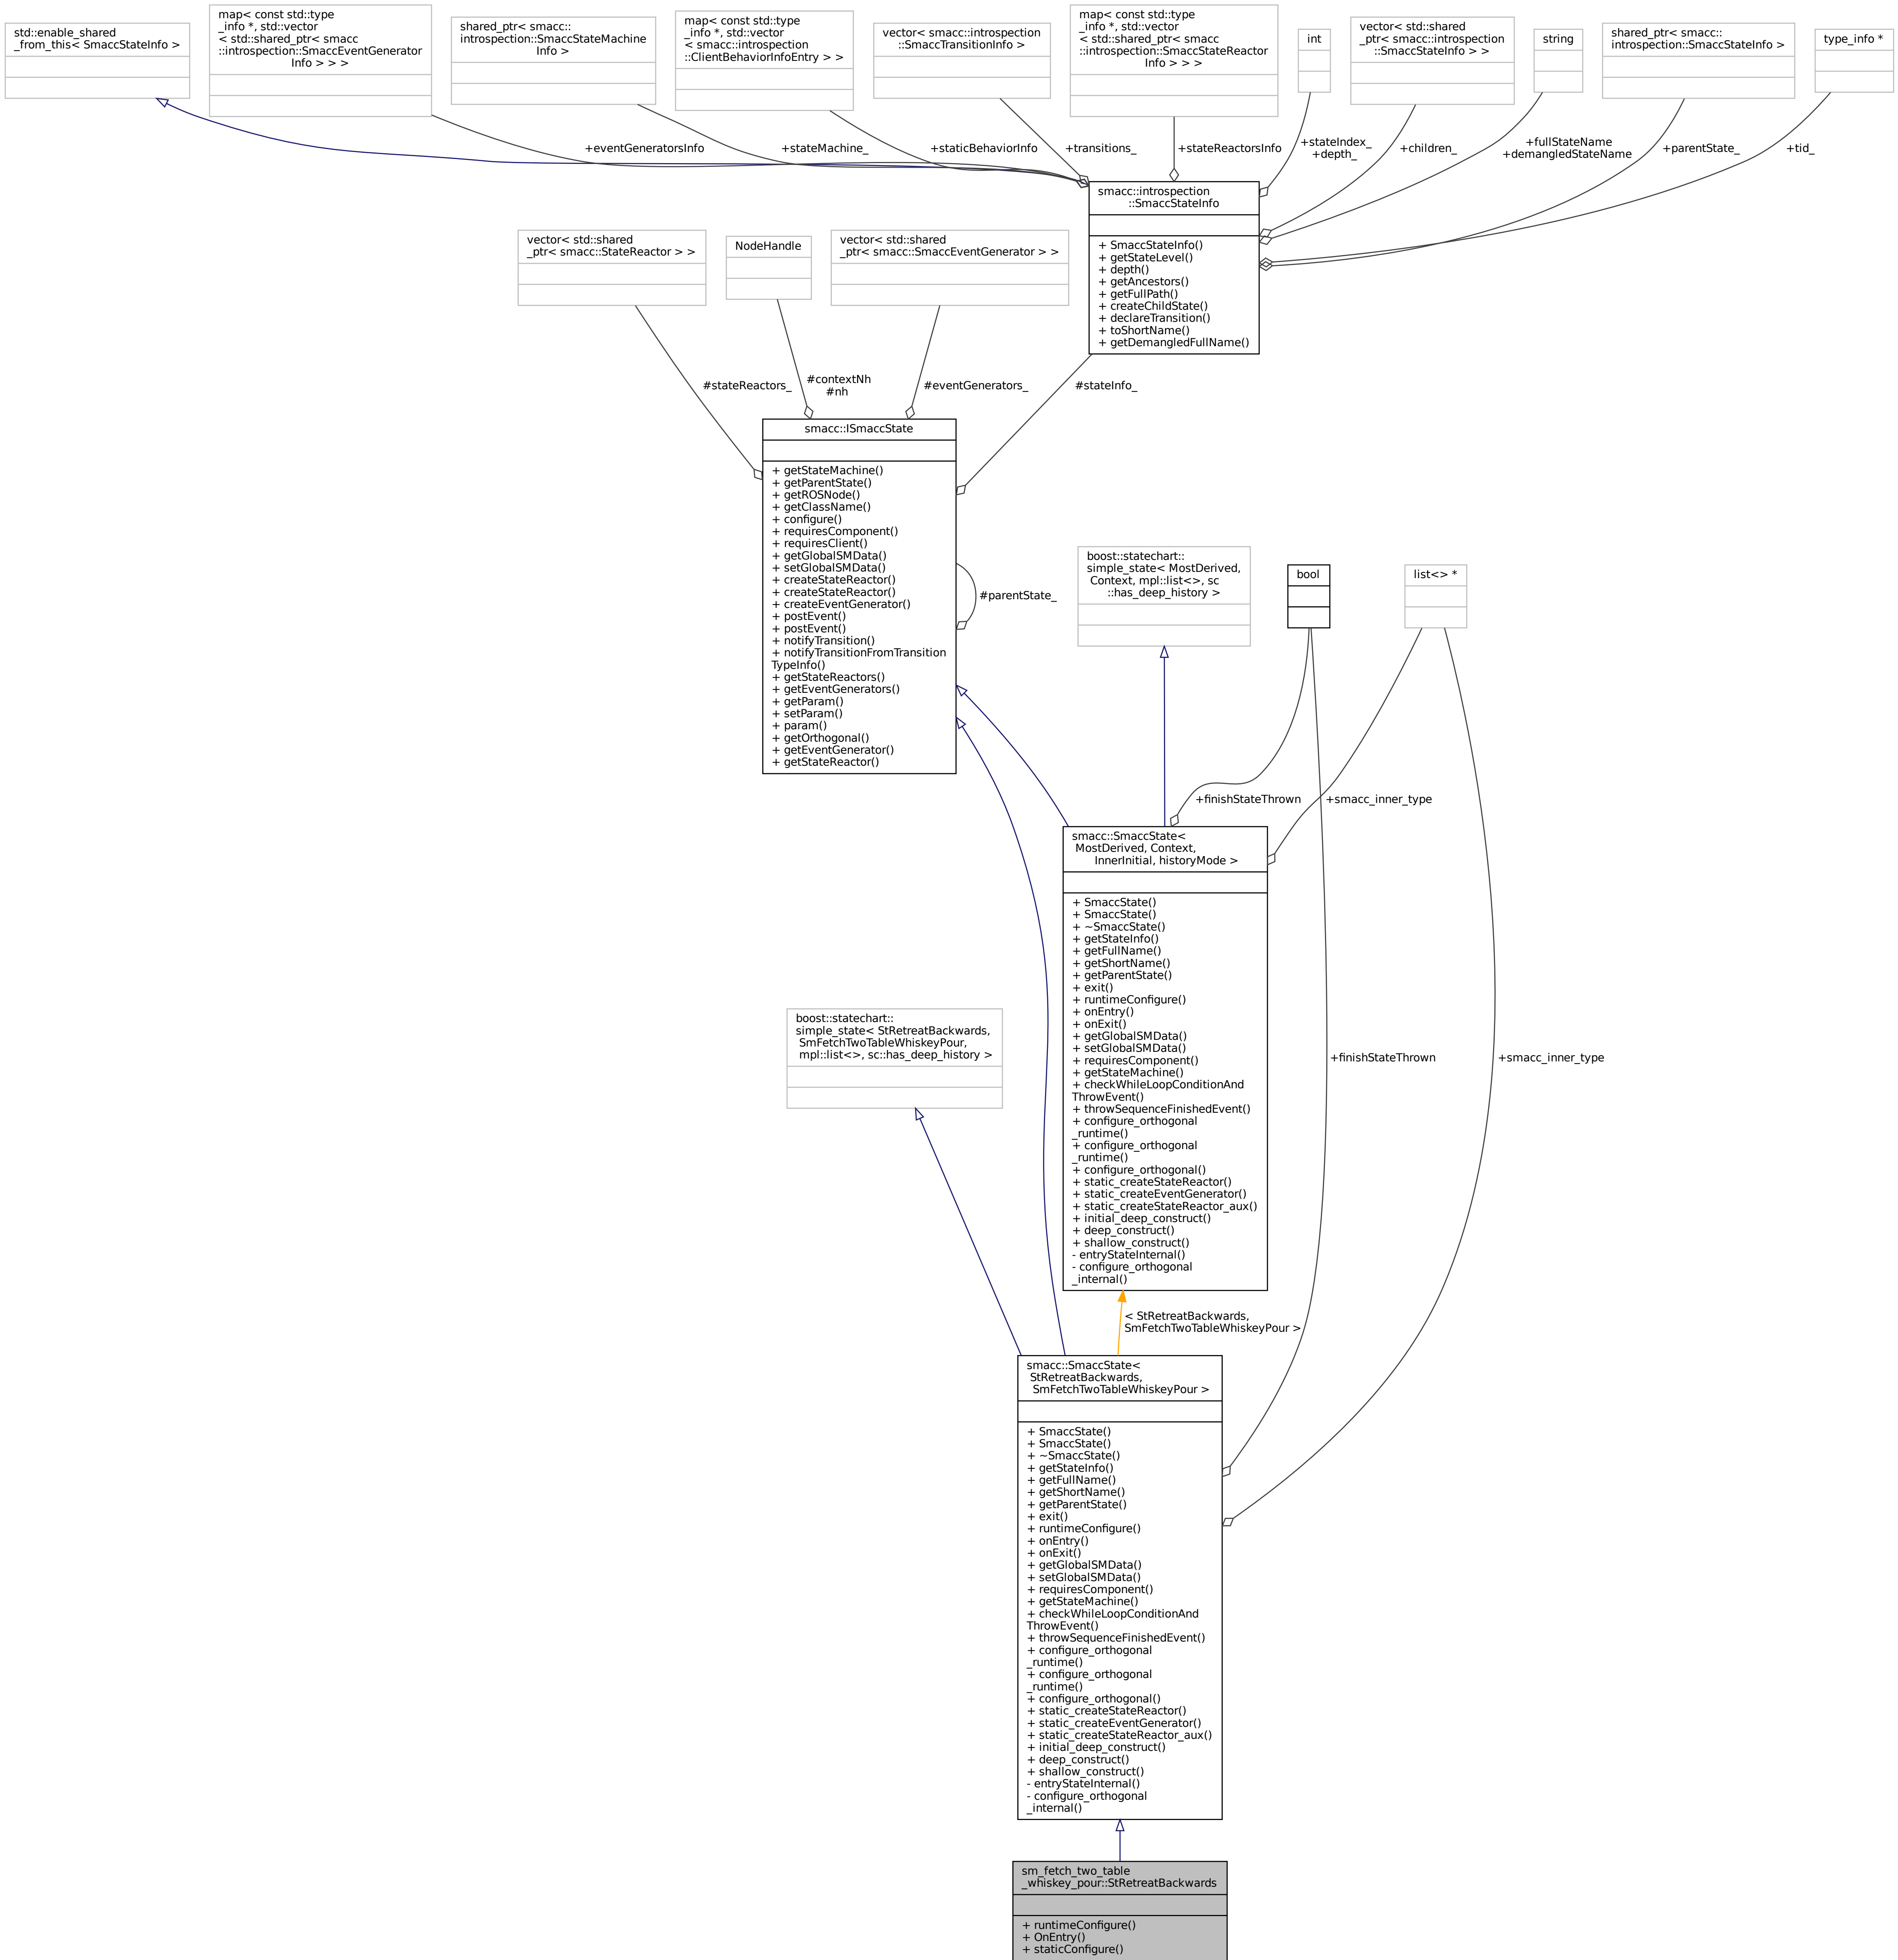 std::enable_shared
_from_this< SmaccStateInfo >
map< const std::type
_info *, std::vector
< std::shared_ptr< smacc
::introspection::SmaccEventGenerator
Info > > >
shared_ptr< smacc::
introspection::SmaccStateMachine
Info >
map< const std::type
_info *, std::vector
< smacc::introspection
::ClientBehaviorInfoEntry > >
vector< smacc::introspection
::SmaccTransitionInfo >
map< const std::type
_info *, std::vector
< std::shared_ptr< smacc
::introspection::SmaccStateReactor
Info > > >
int
vector< std::shared
_ptr< smacc::introspection
::SmaccStateInfo > >
string
shared_ptr< smacc::
introspection::SmaccStateInfo >
type_info *
+eventGeneratorsInfo
+stateMachine_
+staticBehaviorInfo
+transitions_
+stateReactorsInfo
+stateIndex_
+depth_
+children_
+fullStateName
+demangledStateName
+parentState_
+tid_
smacc::introspection
::SmaccStateInfo
+ SmaccStateInfo()
+ getStateLevel()
+ depth()
+ getAncestors()
+ getFullPath()
+ createChildState()
+ declareTransition()
+ toShortName()
+ getDemangledFullName()
vector< std::shared
_ptr< smacc::StateReactor > >
NodeHandle
vector< std::shared
_ptr< smacc::SmaccEventGenerator > >
#stateReactors_
#contextNh
#nh
#eventGenerators_
#stateInfo_
smacc::ISmaccState
+ getStateMachine()
+ getParentState()
+ getROSNode()
+ getClassName()
+ configure()
+ requiresComponent()
+ requiresClient()
+ getGlobalSMData()
+ setGlobalSMData()
+ createStateReactor()
+ createStateReactor()
+ createEventGenerator()
+ postEvent()
+ postEvent()
+ notifyTransition()
+ notifyTransitionFromTransition
TypeInfo()
+ getStateReactors()
+ getEventGenerators()
+ getParam()
+ setParam()
+ param()
+ getOrthogonal()
+ getEventGenerator()
+ getStateReactor()
#parentState_
boost::statechart::
simple_state< MostDerived,
Context, mpl::list<>, sc
::has_deep_history >
bool
list<> *
+finishStateThrown
+smacc_inner_type
smacc::SmaccState<
MostDerived, Context,
InnerInitial, historyMode >
+ SmaccState()
+ SmaccState()
+ ~SmaccState()
+ getStateInfo()
+ getFullName()
+ getShortName()
+ getParentState()
+ exit()
+ runtimeConfigure()
+ onEntry()
+ onExit()
+ getGlobalSMData()
+ setGlobalSMData()
+ requiresComponent()
+ getStateMachine()
+ checkWhileLoopConditionAnd
ThrowEvent()
+ throwSequenceFinishedEvent()
+ configure_orthogonal
_runtime()
+ configure_orthogonal
_runtime()
+ configure_orthogonal()
+ static_createStateReactor()
+ static_createEventGenerator()
+ static_createStateReactor_aux()
+ initial_deep_construct()
+ deep_construct()
+ shallow_construct()
- entryStateInternal()
- configure_orthogonal
_internal()
boost::statechart::
simple_state< StRetreatBackwards,
SmFetchTwoTableWhiskeyPour,
mpl::list<>, sc::has_deep_history >
+finishStateThrown
+smacc_inner_type
< StRetreatBackwards,
SmFetchTwoTableWhiskeyPour >
smacc::SmaccState<
StRetreatBackwards,
SmFetchTwoTableWhiskeyPour >
+ SmaccState()
+ SmaccState()
+ ~SmaccState()
+ getStateInfo()
+ getFullName()
+ getShortName()
+ getParentState()
+ exit()
+ runtimeConfigure()
+ onEntry()
+ onExit()
+ getGlobalSMData()
+ setGlobalSMData()
+ requiresComponent()
+ getStateMachine()
+ checkWhileLoopConditionAnd
ThrowEvent()
+ throwSequenceFinishedEvent()
+ configure_orthogonal
_runtime()
+ configure_orthogonal
_runtime()
+ configure_orthogonal()
+ static_createStateReactor()
+ static_createEventGenerator()
+ static_createStateReactor_aux()
+ initial_deep_construct()
+ deep_construct()
+ shallow_construct()
- entryStateInternal()
- configure_orthogonal
_internal()
sm_fetch_two_table
_whiskey_pour::StRetreatBackwards
+ runtimeConfigure()
+ OnEntry()
+ staticConfigure()